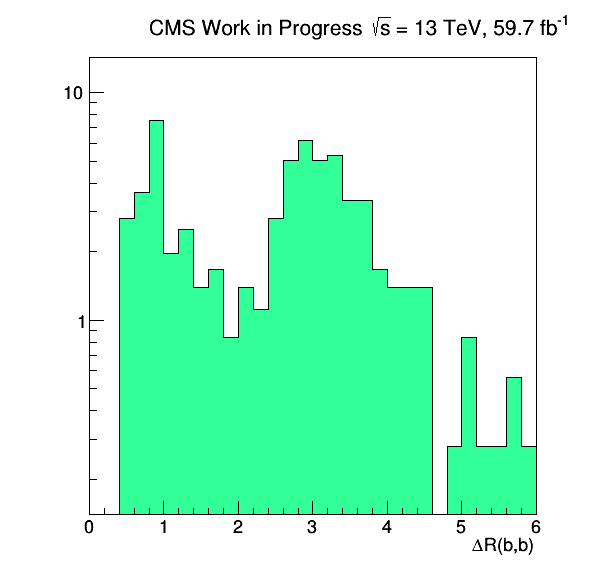 CMS Work in Progress √s = 13 TeV, 59.7 fb⁻¹
10
1
0 1 2 3 4 5 6
ΔR(b,b)